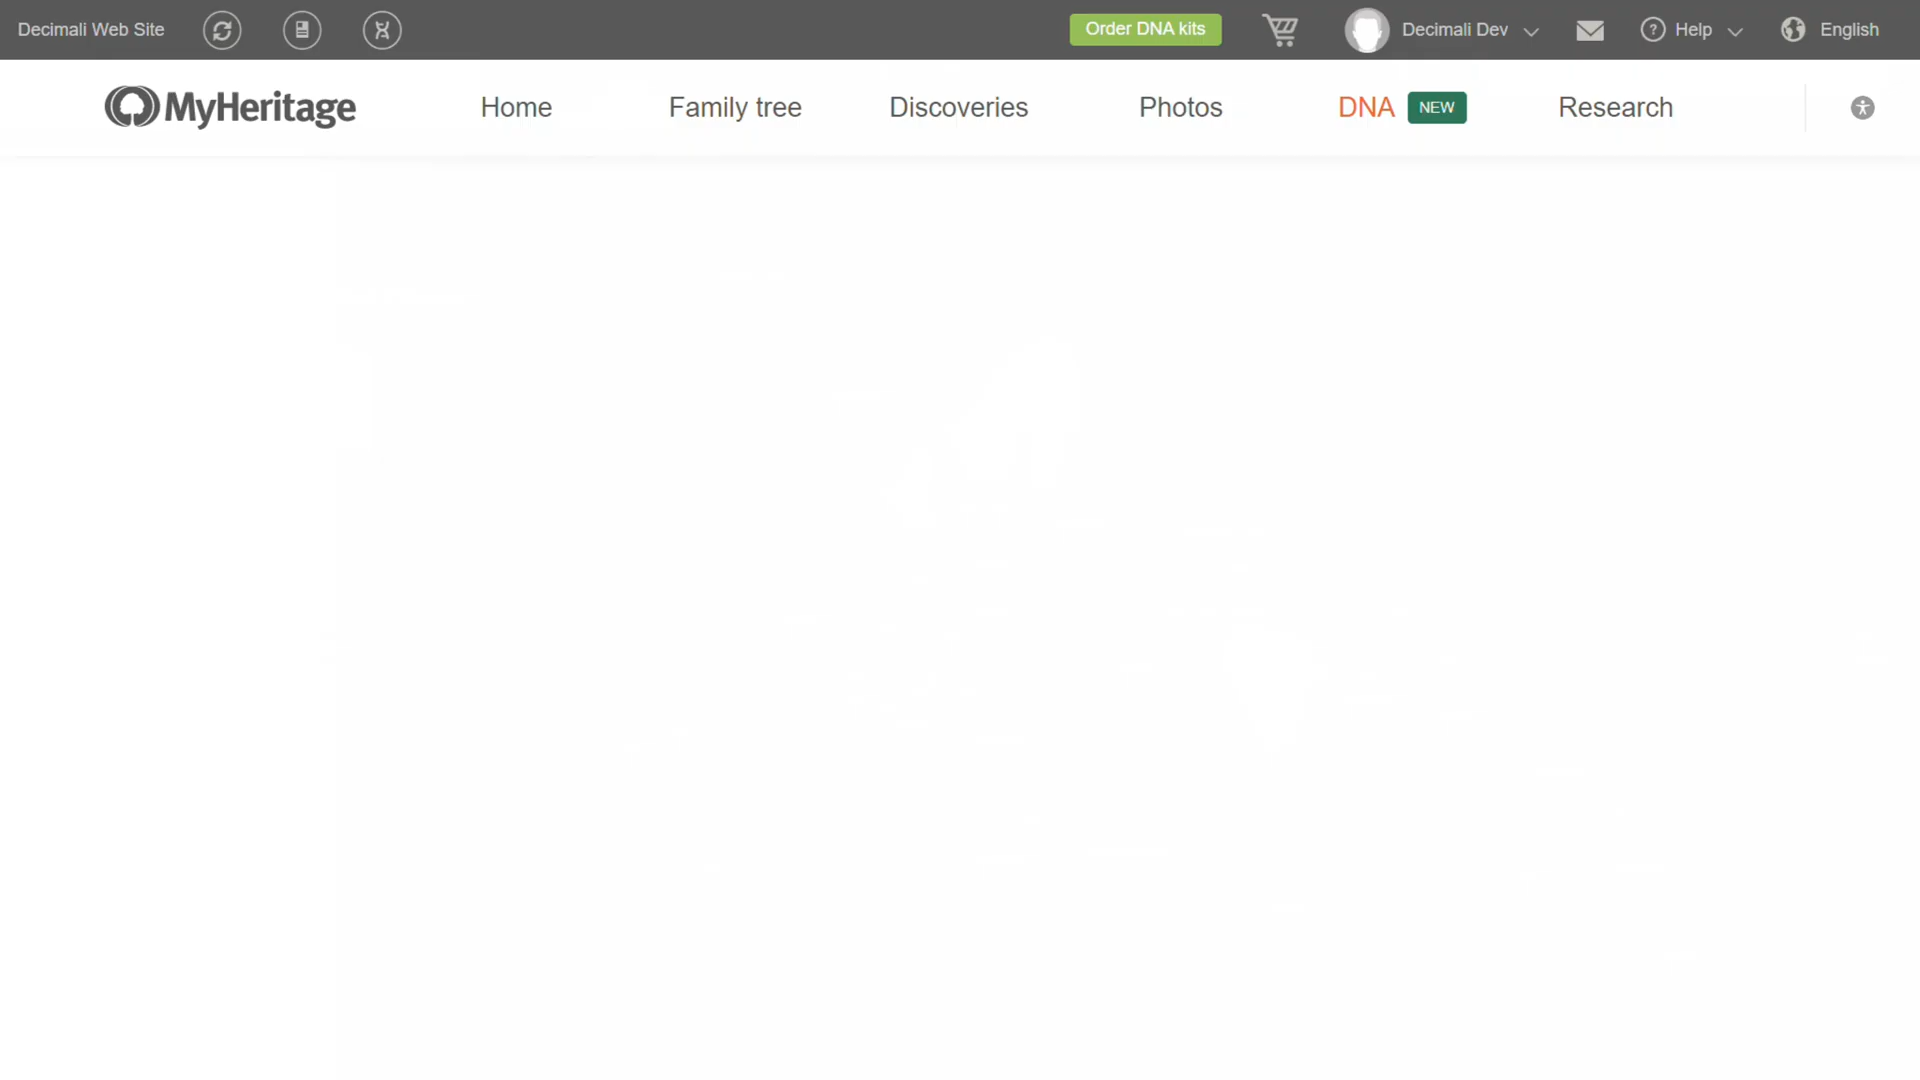 Decimali Web Site
Order DNA kits
Decimali Dev
Help
English
MyHeritage
Home
Family tree
Discoveries
Photos
DNA NEW
Research